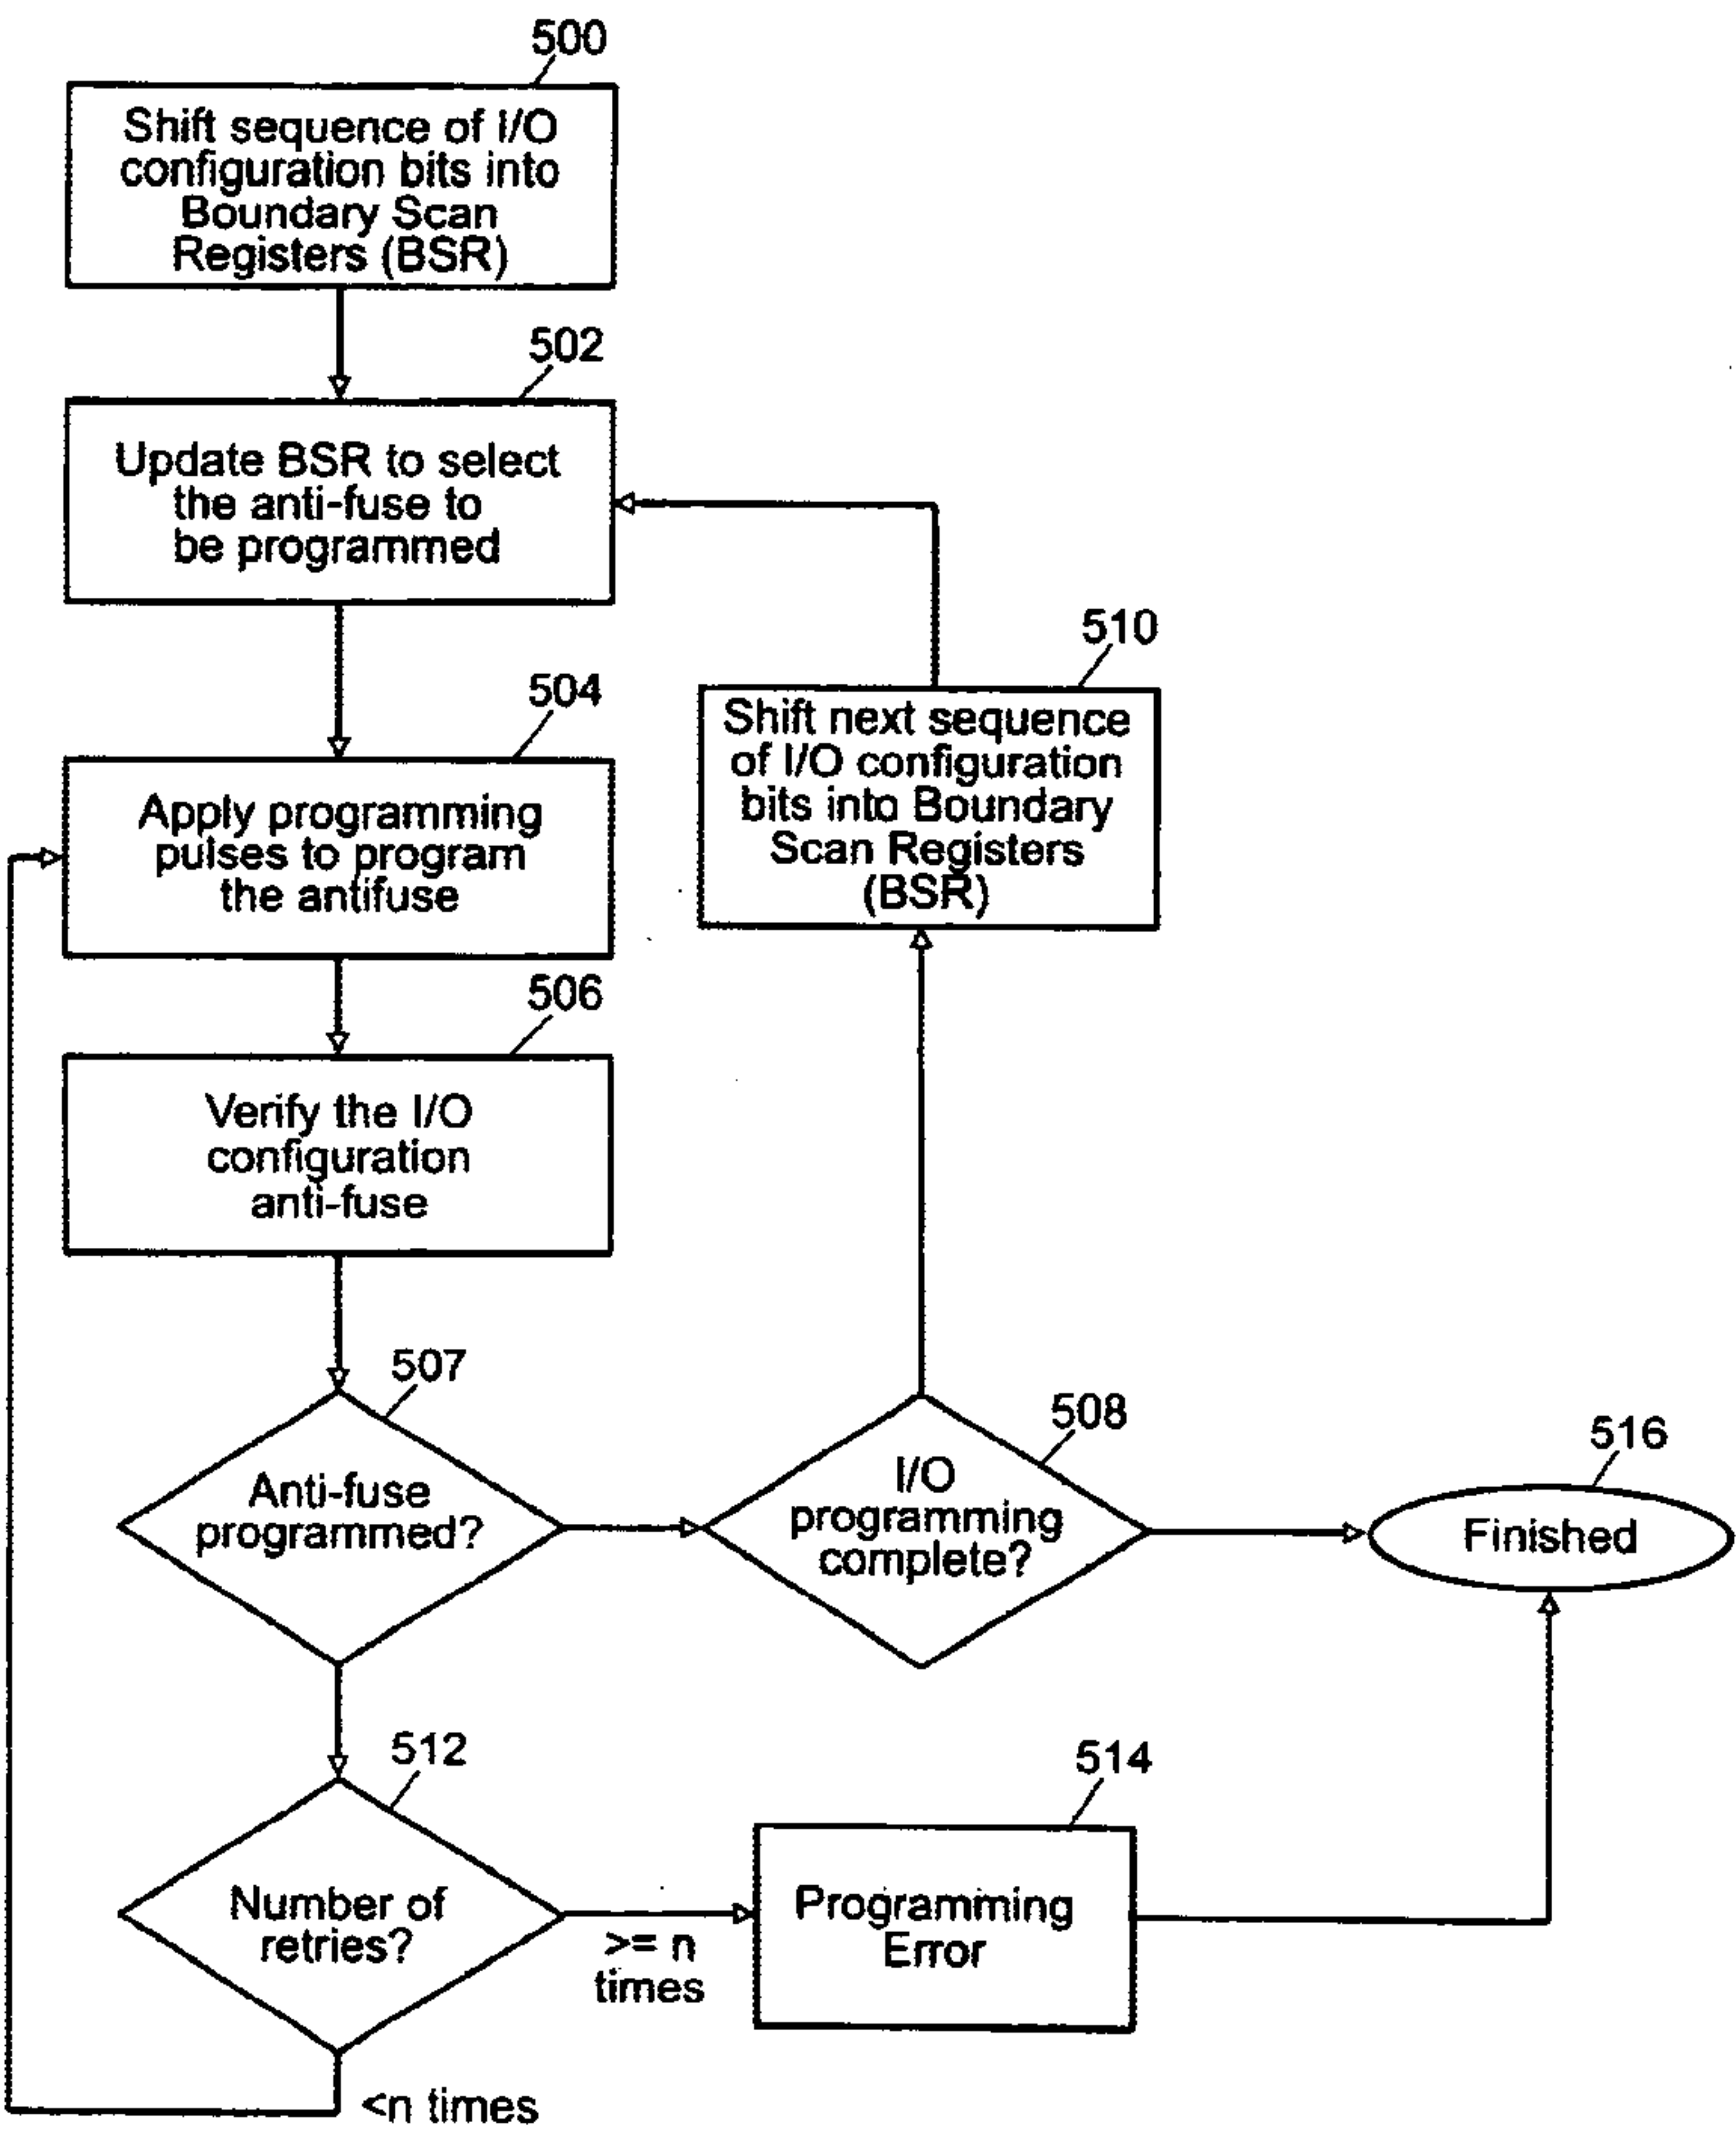 500
Shift sequence of I/O
configuration bits into
Boundary Scan
Registers (BSR)
502
Update BSR to select
the anti-fuse to
be programmed
510
Shift next sequence
of I/O configuration
bits into Boundary
Scan Registers
(BSR)
504
Apply programming
pulses to program
the antifuse
506
Verify the I/O
configuration
anti-fuse
507
Anti-fuse
programmed?
508
I/O
programming
complete?
516
Finished
512
Number of
retries?
>= n
times
<n times
514
Programming
Error